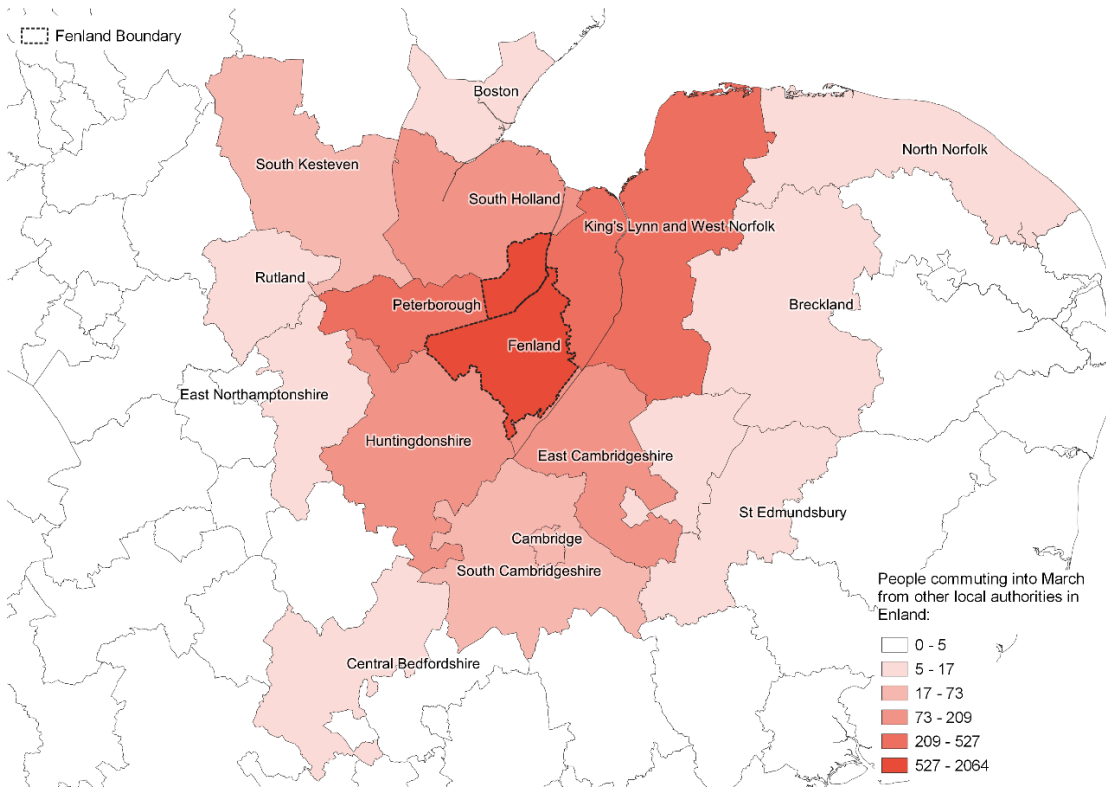 Fenland Boundary
Boston
North Norfolk
South Kesteven
South Holland
King's Lynn and West Norfolk
Rutland
Peterborough
Breckland
Fenland
East Northamptonshire
Huntingdonshire
East Cambridgeshire
St Edmundsbury
Cambridge
South Cambridgeshire
Central Bedfordshire
People commuting into March
from other local authorities in
Enland:
0 - 5
5 - 17
17 - 73
73 - 209
209 - 527
527 - 2064